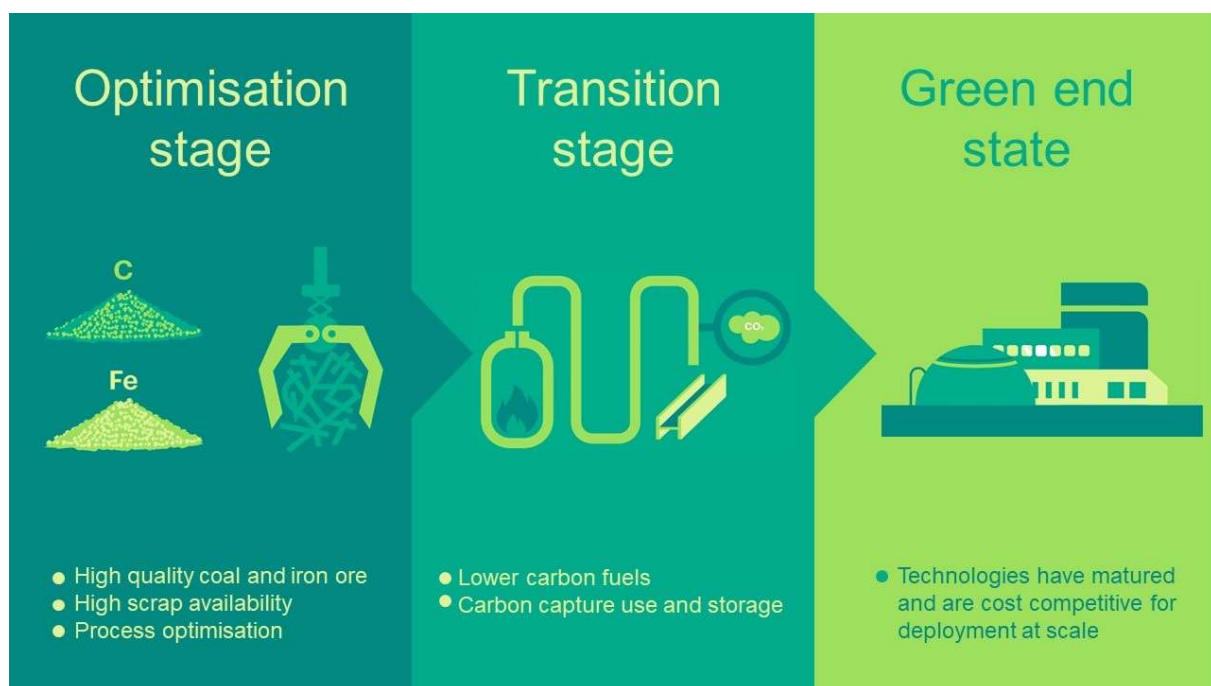 Optimisation
stage
Transition
stage
Green end
state
C
Fe
CO₂
High quality coal and iron ore
High scrap availability
Process optimisation
Lower carbon fuels
Carbon capture use and storage
Technologies have matured
and are cost competitive for
deployment at scale